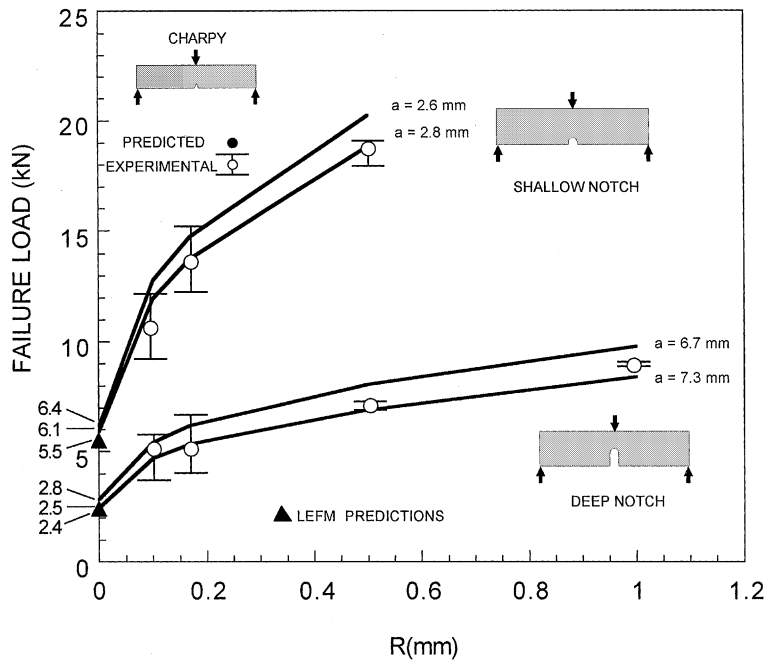 25
20
15
10
5
0
6.4
6.1
5.5
2.8
2.5
2.4
FAILURE LOAD (kN)
CHARPY
PREDICTED
EXPERIMENTAL
a = 2.6 mm
a = 2.8 mm
SHALLOW NOTCH
a = 6.7 mm
a = 7.3 mm
DEEP NOTCH
LEFM PREDICTIONS
0 0.2 0.4 0.6 0.8 1 1.2
R(mm)